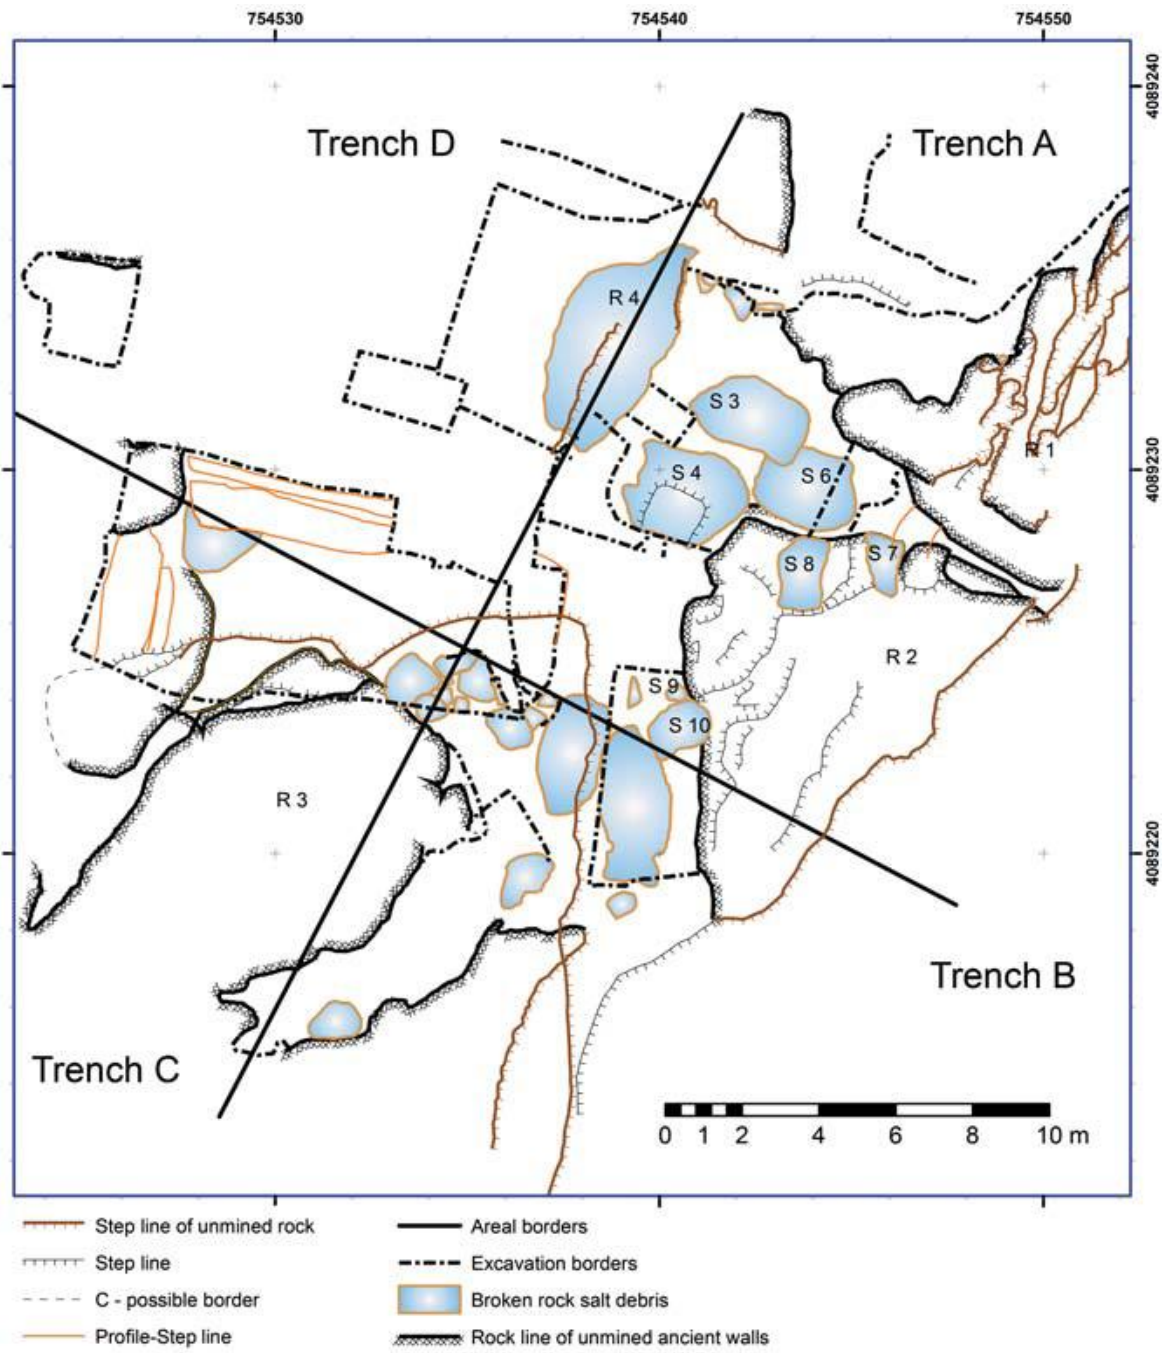 754530 754540 754550
4089240
Trench D
Trench A
R 4
S 3
4089230
R 1
S 4
S 6
S 7
S 8
R 2
S 9
S 10
R 3
4089220
Trench B
Trench C
0 1 2 4 6 8 10 m
Step line of unmined rock
Step line
C - possible border
Profile-Step line
Areal borders
Excavation borders
Broken rock salt debris
Rock line of unmined ancient walls